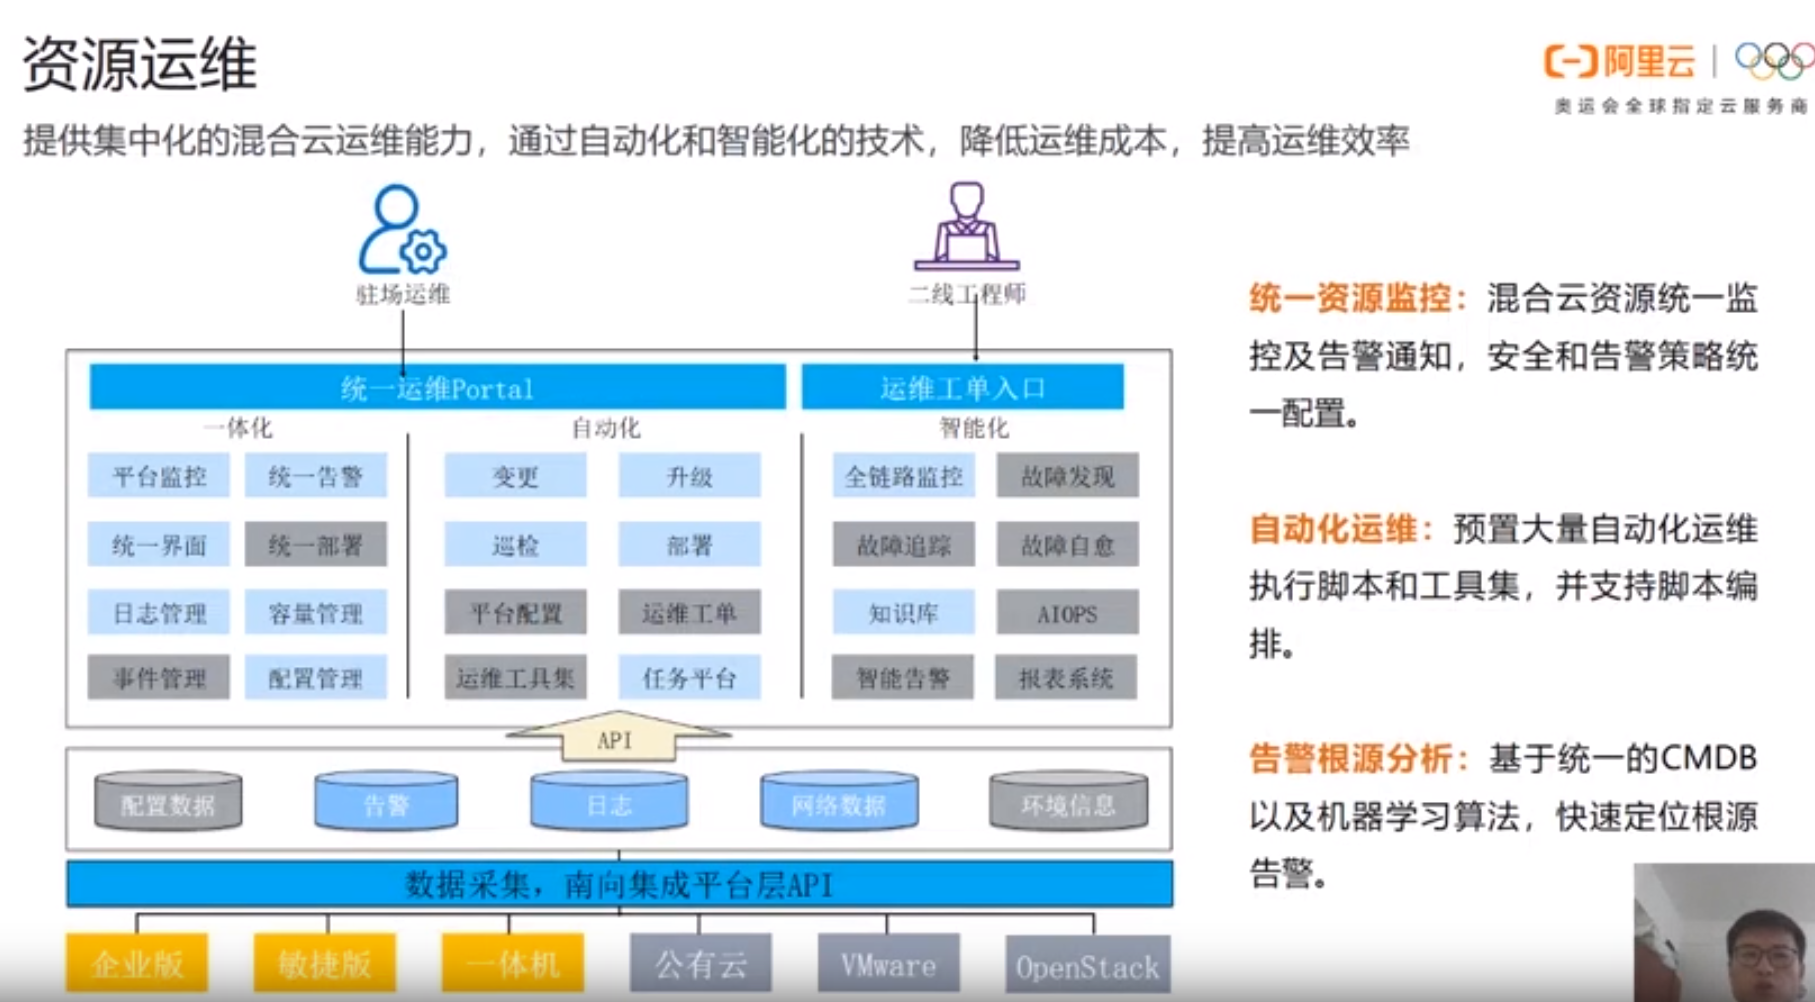 资源运维
阿里云
奥运会全球指定云服务商
提供集中化的混合云运维能力，通过自动化和智能化的技术，降低运维成本，提高运维效率
驻场运维
二线工程师
统一运维Portal
运维工单入口
一体化
自动化
智能化
平台监控 统一告警 变更 升级 全链路监控 故障发现
统一界面 统一部署 巡检 部署 故障追踪 故障自愈
日志管理 容量管理 平台配置 运维工单 知识库 AIOPS
事件管理 配置管理 运维工具集 任务平台 智能告警 报表系统
API
配置数据 告警 日志 网络数据 环境信息
数据采集，南向集成平台层API
企业版 敏捷版 一体机 公有云 VMware OpenStack
统一资源监控：混合云资源统一监
控及告警通知，安全和告警策略统
一配置。
自动化运维：预置大量自动化运维
执行脚本和工具集，并支持脚本编
排。
告警根源分析：基于统一的CMDB
以及机器学习算法，快速定位根源
告警。